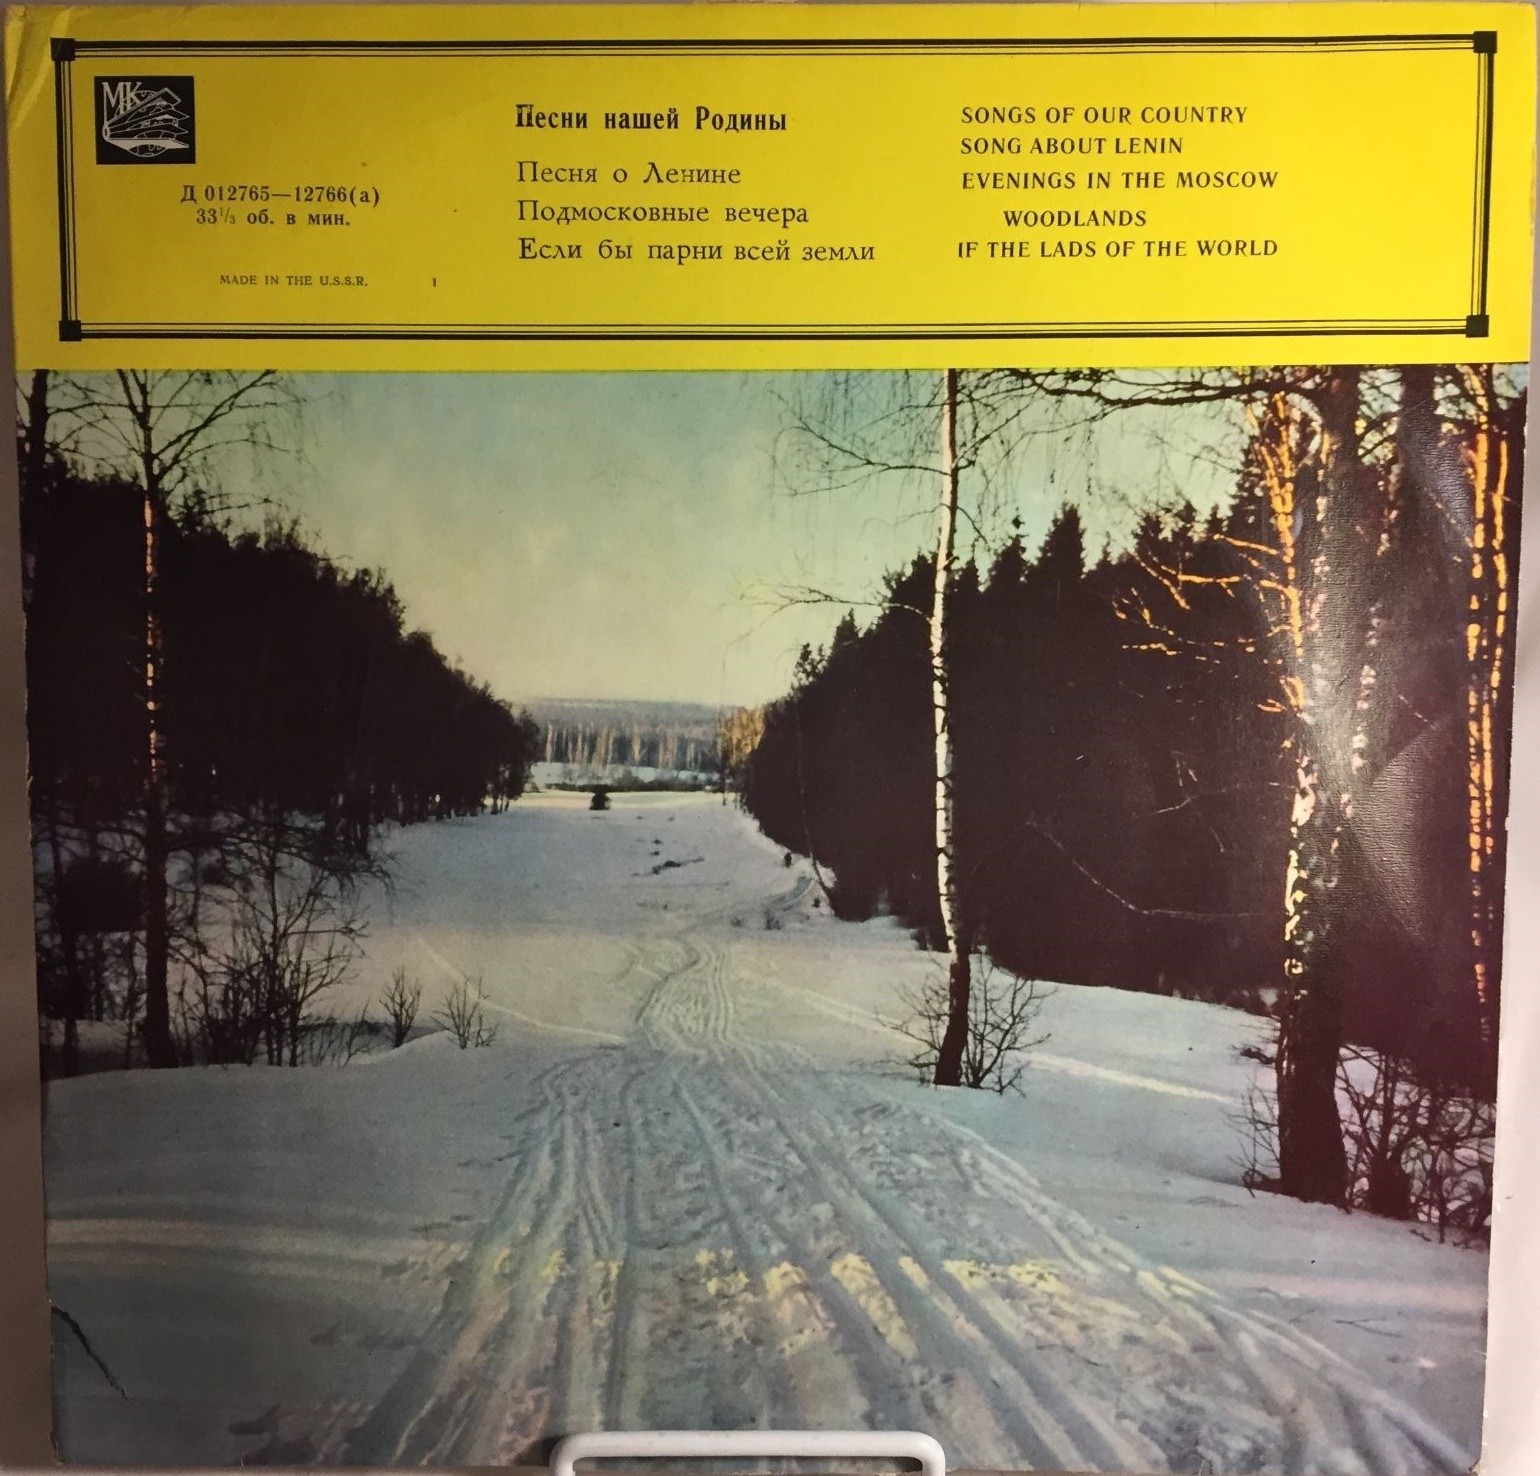 МК
Д 012765—12766(а)
33⅓ об. в мин.
MADE IN THE U.S.S.R.
Песни нашей Родины
Песня о Ленине
Подмосковные вечера
Если бы парни всей земли
SONGS OF OUR COUNTRY
SONG ABOUT LENIN
EVENINGS IN THE MOSCOW
WOODLANDS
IF THE LADS OF THE WORLD